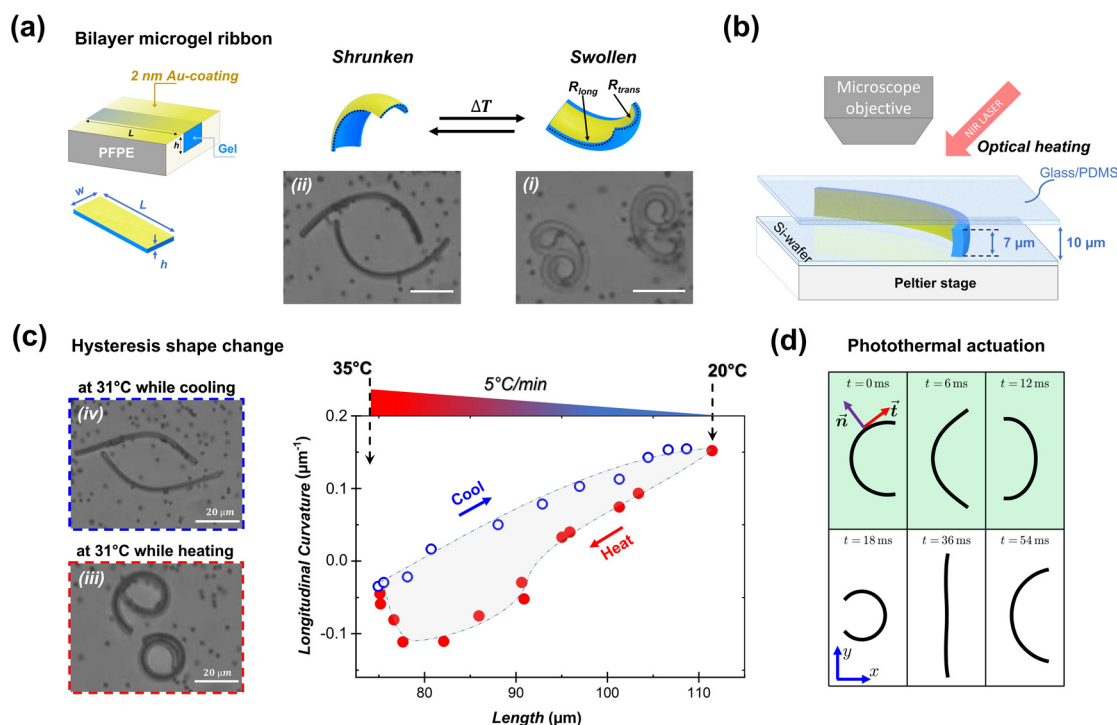 (a)
Bilayer microgel ribbon
2 nm Au-coating
L
h
PFPE
Gel
w
L
h
Shrunken
ΔT
Swollen
R_long
R_trans
(ii)
(i)
(b)
Microscope
objective
NIR LASER
Optical heating
Glass/PDMS
Si-wafer
7 µm
10 µm
Peltier stage
(c)
Hysteresis shape change
at 31°C while cooling
(iv)
20 µm
at 31°C while heating
(iii)
20 µm
35°C
5°C/min
20°C
Longitudinal Curvature (µm⁻¹)
0.2
0.1
0.0
-0.1
Cool
Heat
80
90
100
110
Length (µm)
(d)
Photothermal actuation
t = 0 ms
t = 6 ms
t = 12 ms
n⃗
t⃗
t = 18 ms
t = 36 ms
t = 54 ms
y
x